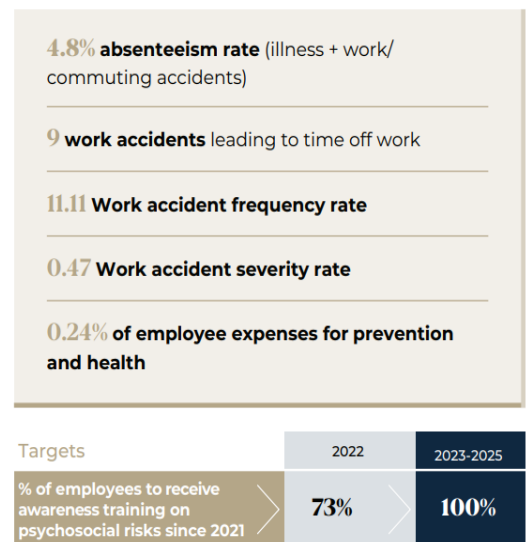 4.8% absenteeism rate (illness + work/
commuting accidents)
9 work accidents leading to time off work
11.11 Work accident frequency rate
0.47 Work accident severity rate
0.24% of employee expenses for prevention
and health
Targets 2022 2023-2025
% of employees to receive
awareness training on 73% 100%
psychosocial risks since 2021